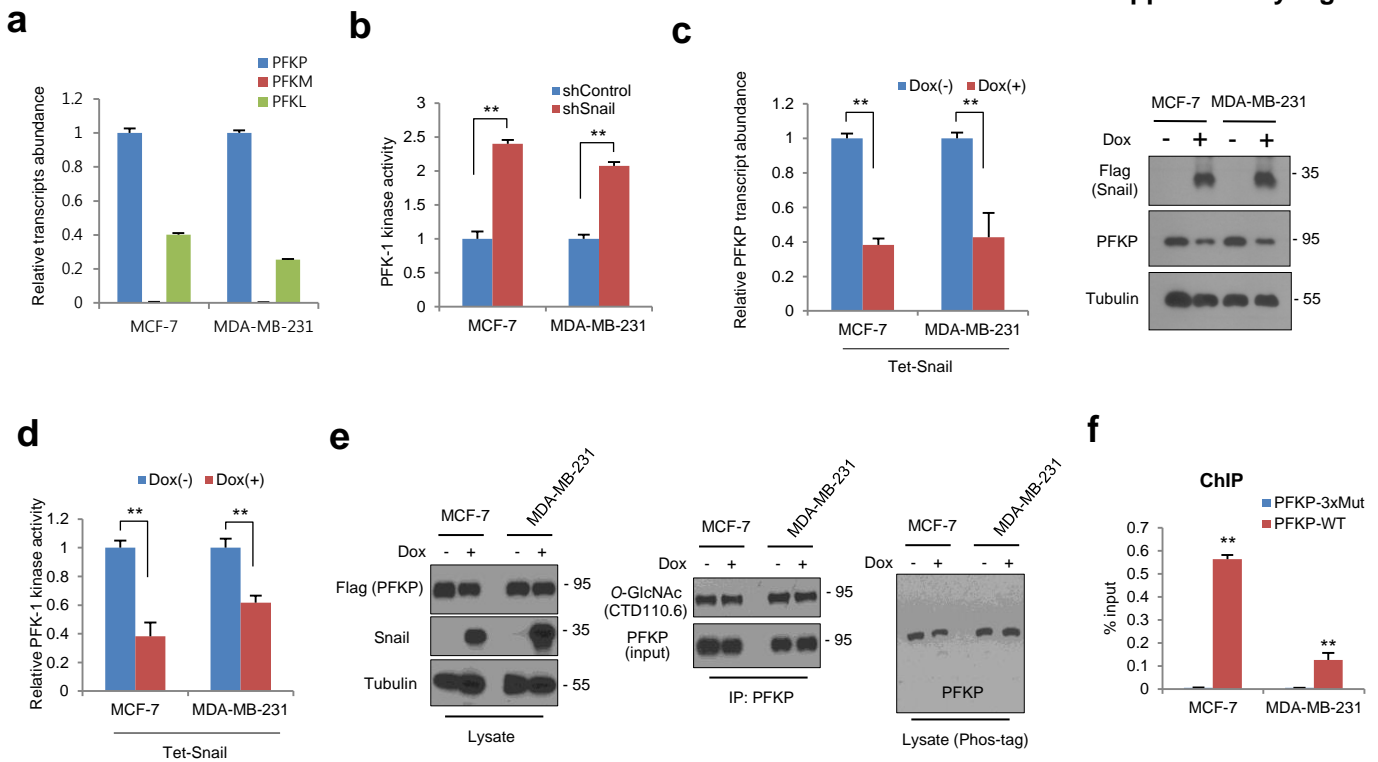 a
PFKP
PFKM
PFKL
Relative transcripts abundance
1.2
1
0.8
0.6
0.4
0.2
0
MCF-7 MDA-MB-231
b
shControl
shSnail
PFK-1 kinase activity
3
2.5
2
1.5
1
0.5
0
**
**
MCF-7 MDA-MB-231
c
Dox(-) Dox(+)
Relative PFKP transcript abundance
1.2
1
0.8
0.6
0.4
0.2
0
**
**
MCF-7 MDA-MB-231
Tet-Snail
MCF-7 MDA-MB-231
Dox - + - +
Flag
(Snail)
- 35
PFKP - 95
Tubulin - 55
d
Dox(-) Dox(+)
Relative PFK-1 kinase activity
1.2
1
0.8
0.6
0.4
0.2
0
**
**
MCF-7 MDA-MB-231
Tet-Snail
e
MCF-7 MDA-MB-231
Dox - + - +
Flag (PFKP) - 95
Snail - 35
Tubulin - 55
Lysate
MCF-7 MDA-MB-231
Dox - + - +
O-GlcNAc
(CTD110.6)
- 95
PFKP
(input)
- 95
IP: PFKP
MCF-7 MDA-MB-231
Dox - + - +
PFKP
Lysate (Phos-tag)
f
ChIP
PFKP-3xMut
PFKP-WT
% input
0.7
0.6
0.5
0.4
0.3
0.2
0.1
0
**
**
MCF-7 MDA-MB-231